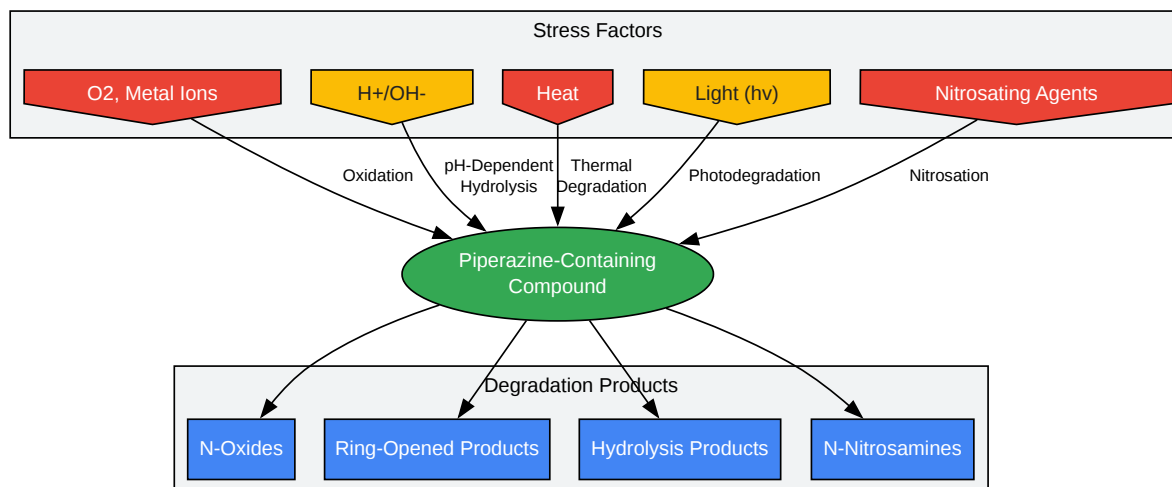 Stress Factors
O2, Metal Ions
H+/OH-
Heat
Light (hv)
Nitrosating Agents
Oxidation
pH-Dependent
Hydrolysis
Thermal
Degradation
Photodegradation
Nitrosation
Piperazine-Containing
Compound
Degradation Products
N-Oxides
Ring-Opened Products
Hydrolysis Products
N-Nitrosamines